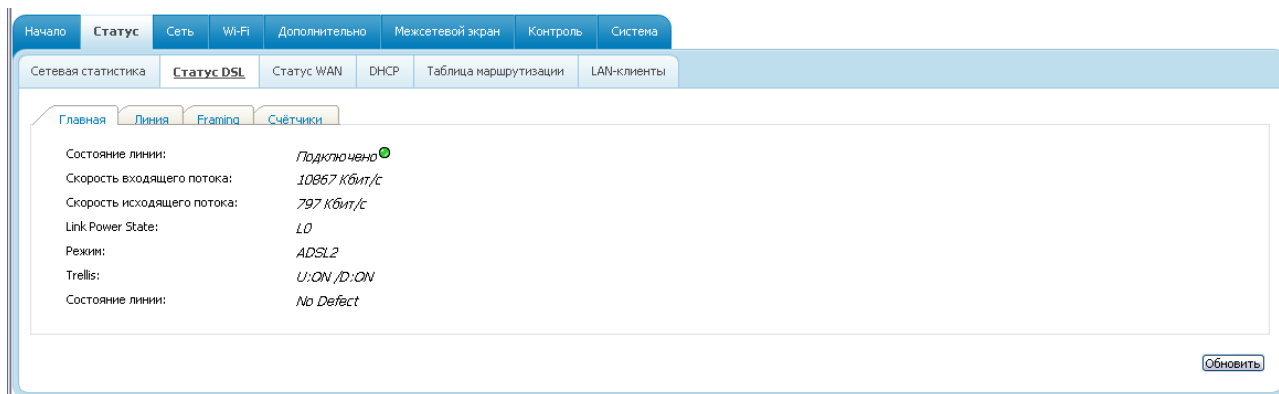 Начало Статус Сеть Wi-Fi Дополнительно Межсетевой экран Контроль Система
Сетевая статистика Статус DSL Статус WAN DHCP Таблица маршрутизации LAN-клиенты
Главная Линия Framing Счётчики
Состояние линии: Подключено
Скорость входящего потока: 10867 Кбит/с
Скорость исходящего потока: 797 Кбит/с
Link Power State: L0
Режим: ADSL2
Trellis: U:ON /D:ON
Состояние линии: No Defect
Обновить